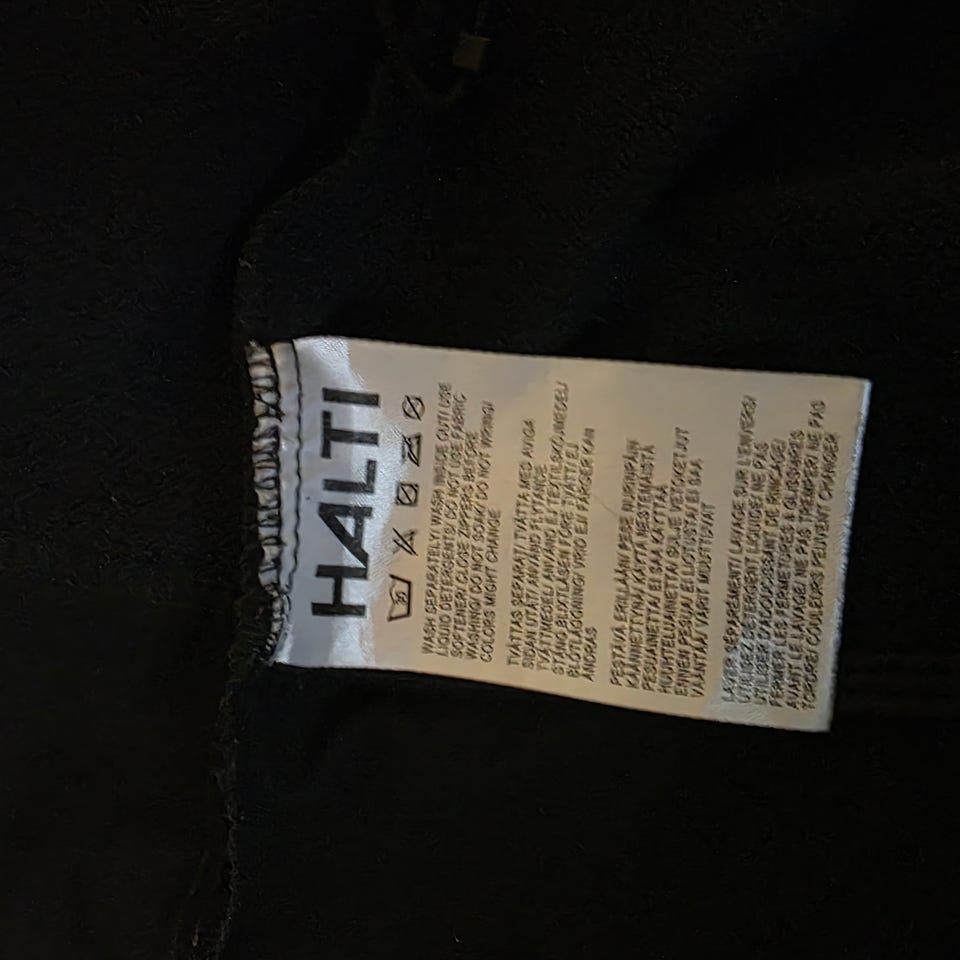 HALTI
WASH SEPARATELY/ WASH INSIDE OUT/ USE
LIQUID DETERGENTS/ DO NOT USE FABRIC
SOFTENER/ CLOSE ZIPPERS BEFORE
WASHING/ DO NOT SOAK/ DO NOT WRING/
COLORS MIGHT CHANGE
TVÄTTAS SEPARAT/ TVÄTTA MED AVIGA
SIDAN UTÅT/ ANVÄND FLYTANDE
TVÄTTMEDEL/ ANVÄND EJ TEXTILSKÖLJMEDEL/
STÄNG BLIXTLÅSEN FÖRE TVÄTT/ EJ
BLÖTLÄGGNING/ VRID EJ/ FÄRGER KAN
ÄNDRAS
PESTÄVÄ ERILLÄÄN/ PESE NURINPÄIN
KÄÄNNETTYNÄ/ KÄYTÄ NESTEMÄISTÄ
PESUAINETTA/ EI SAA KÄYTTÄÄ
HUUHTELUAINETTA/ SULJE VETOKETJUT
ENNEN PESUA/ EI LIOTUSTA/ EI SAA
VÄÄNTÄÄ/ VÄRIT MUUTTUVAT
LAVER SÉPARÉMENT/ LAVAGE SUR L'ENVERS/
UTILISEZ DETERGENT LIQUIDE/ NE PAS
UTILISER D'ADOUCISSANT DE RINÇAGE/
FERMER LES FERMETURES À GLISSIÈRES
AVANT LE LAVAGE/ NE PAS TREMPER/ NE PAS
TORDRE/ COULEURS PEUVENT CHANGER